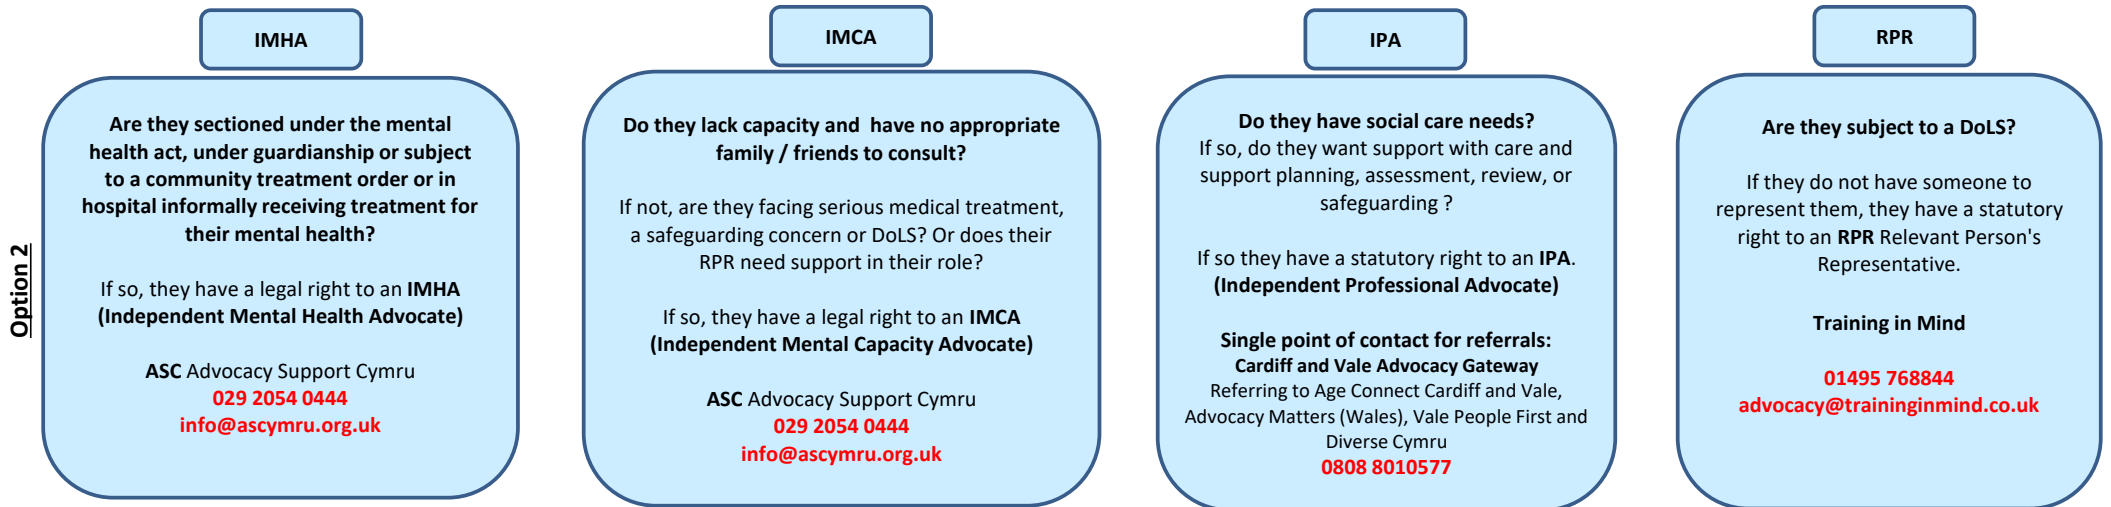 Option 2
IMHA
Are they sectioned under the mental
health act, under guardianship or subject
to a community treatment order or in
hospital informally receiving treatment for
their mental health?
If so, they have a legal right to an IMHA
(Independent Mental Health Advocate)
ASC Advocacy Support Cymru
029 2054 0444
info@ascymru.org.uk
IMCA
Do they lack capacity and have no appropriate
family / friends to consult?
If not, are they facing serious medical treatment,
a safeguarding concern or DoLS? Or does their
RPR need support in their role?
If so, they have a legal right to an IMCA
(Independent Mental Capacity Advocate)
ASC Advocacy Support Cymru
029 2054 0444
info@ascymru.org.uk
IPA
Do they have social care needs?
If so, do they want support with care and
support planning, assessment, review, or
safeguarding ?
If so they have a statutory right to an IPA.
(Independent Professional Advocate)
Single point of contact for referrals:
Cardiff and Vale Advocacy Gateway
Referring to Age Connect Cardiff and Vale,
Advocacy Matters (Wales), Vale People First and
Diverse Cymru
0808 8010577
RPR
Are they subject to a DoLS?
If they do not have someone to
represent them, they have a statutory
right to an RPR Relevant Person's
Representative.
Training in Mind
01495 768844
advocacy@traininginmind.co.uk